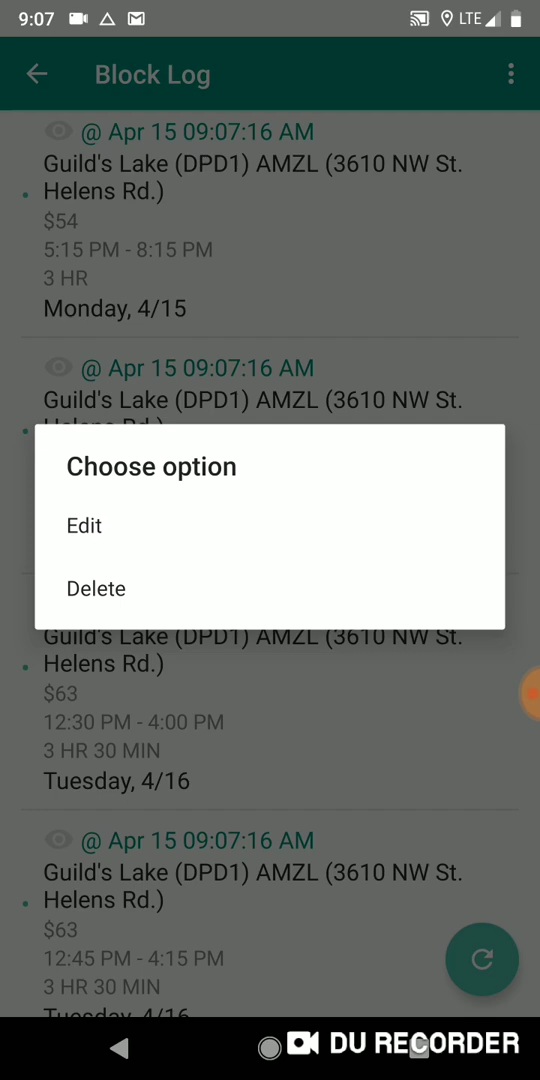 9:07
LTE
Block Log
@ Apr 15 09:07:16 AM
Guild's Lake (DPD1) AMZL (3610 NW St.
Helens Rd.)
$54
5:15 PM - 8:15 PM
3 HR
Monday, 4/15
@ Apr 15 09:07:16 AM
Guild's Lake (DPD1) AMZL (3610 NW St.
Choose option
Edit
Delete
Guild's Lake (DPD1) AMZL (3610 NW St.
Helens Rd.)
$63
12:30 PM - 4:00 PM
3 HR 30 MIN
Tuesday, 4/16
@ Apr 15 09:07:16 AM
Guild's Lake (DPD1) AMZL (3610 NW St.
Helens Rd.)
$63
12:45 PM - 4:15 PM
3 HR 30 MIN
Tuesday, 4/16
DU RECORDER